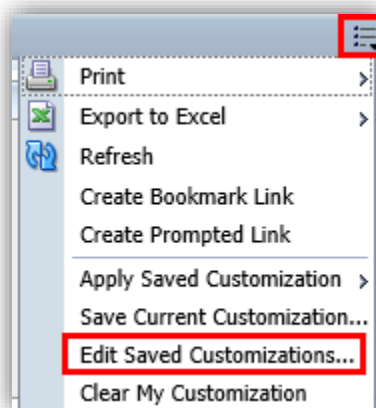 Print
Export to Excel
Refresh
Create Bookmark Link
Create Prompted Link
Apply Saved Customization
Save Current Customization...
Edit Saved Customizations...
Clear My Customization